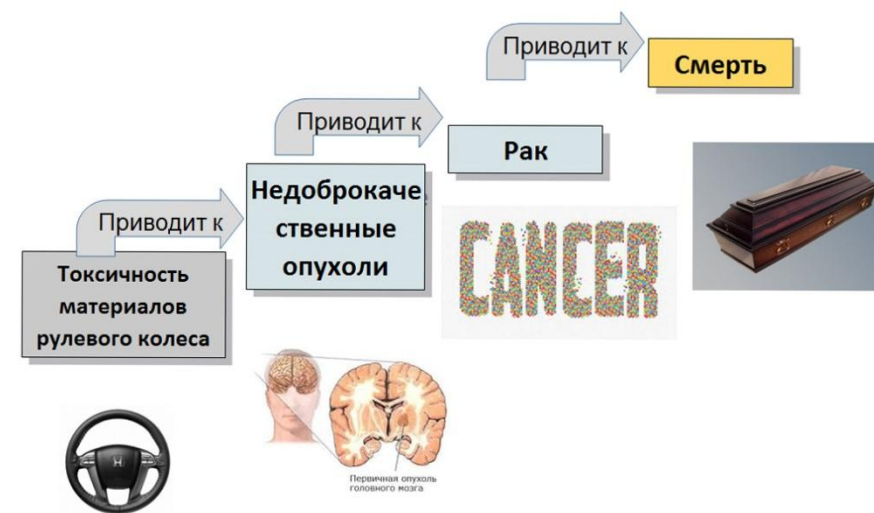 Приводит к
Смерть
Приводит к
Рак
Приводит к
Недоброкаче
ственные
опухоли
Токсичность
материалов
рулевого колеса
CANCER
Первичная опухоль
головного мозга